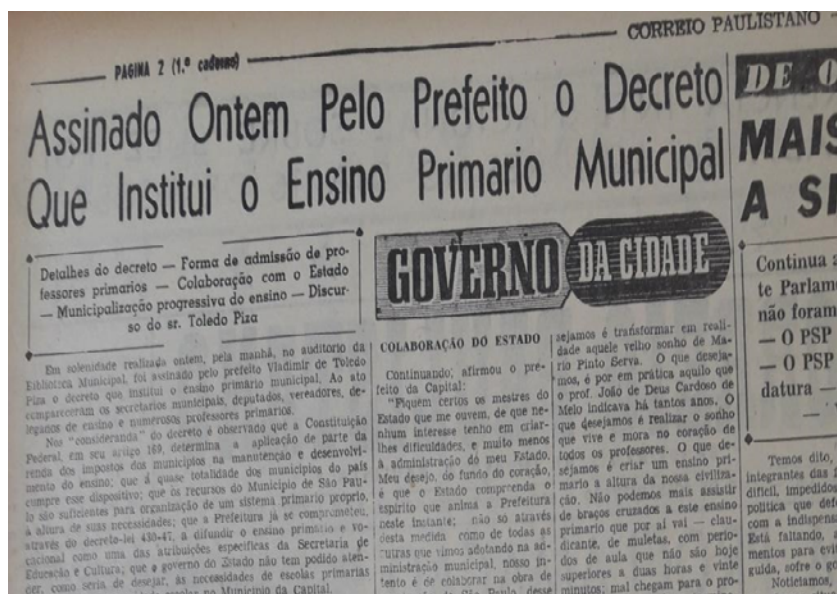 PAGINA 2 (1.º caderno)
CORREIO PAULISTANO
Assinado Ontem Pelo Prefeito o Decreto
Que Institui o Ensino Primario Municipal
Detalhes do decreto — Forma de admissão de pro-
fessores primarios — Colaboração com o Estado
— Municipalização progressiva do ensino — Discur-
so do sr. Toledo Piza
GOVERNO DA CIDADE
Em solenidade realizada ontem, pela manhã, no auditorio da
Biblioteca Municipal, foi assinado pelo prefeito Vladimir de Toledo
Piza o decreto que institui o ensino primário municipal. Ao ato
compareceram os secretarios municipais, deputados, vereadores, de-
legados de ensino e numerosos professores primários.
Nos "consideranda" do decreto é observado que a Constituição
Federal, em seu artigo 169, determina a aplicação de parte da
renda dos impostos dos municipios na manutenção e desenvolvi-
mento do ensino; que a quase totalidade dos municipios do país
cumpre esse dispositivo; que os recursos do Municipio de São Pau-
lo são suficientes para organização de um sistema primario proprio,
à altura de suas necessidades; que a Prefeitura já se comprometeu,
através do decreto-lei 430-47, a difundir o ensino primário e vo-
cacional como uma das atribuições especificas da Secretaria de
Educação e Cultura; que o governo do Estado não tem podido aten-
der, como seria de desejar, às necessidades de escolas primarias
no Municipio da Capital.
COLABORAÇÃO DO ESTADO
Continuando, afirmou o pre-
feito da Capital:
"Fiquem certos os mestres do
Estado que me ouvem, de que ne-
nhum interesse tenho em criar-
lhes dificuldades, e muito menos
à administração do meu Estado.
Meu desejo, do fundo do coração,
é que o Estado compreenda o
espirito que anima a Prefeitura
neste instante; não só através
desta medida como de todas as
outras que vimos adotando na ad-
ministração municipal, nosso in-
tento é de colaborar na obra de
São Paulo, desse
sejamos é transformar em reali-
dade aquele velho sonho de Ma-
rio Pinto Serva. O que deseja-
mos, é por em prática aquilo que
o prof. João de Deus Cardoso de
Melo indicava há tantos anos. O
que desejamos é realizar o sonho
que vive e mora no coração de
todos os professores. O que de-
sejamos é criar um ensino pri-
mario a altura da nossa civiliza-
ção. Não podemos mais assistir
de braços cruzados a este ensino
primario que por aí vai — clau-
dicante, de muletas, com perio-
dos de aula que não são hoje
superiores a duas horas e vinte
minutos; mal chegam para o pro-
DE O
MAIS
A SI
Continua a
te Parlam
não foram
— O PSP
— O PSP
datura —
Temos dito,
integrantes das
difícil, impedidos
politica que def
com a indispen
Está faltando, a
mentos para evi
guida, sofre o go
Noticiamos,